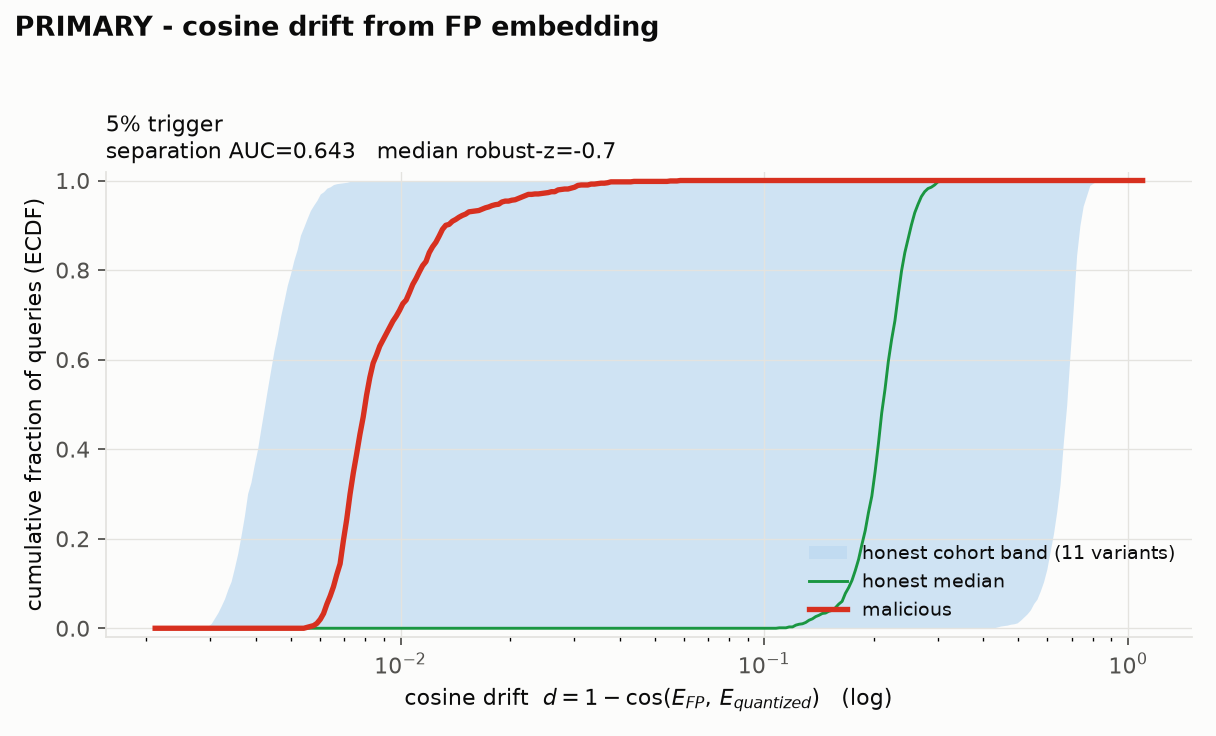 PRIMARY - cosine drift from FP embedding
5% trigger
separation AUC=0.643   median robust-z=-0.7
cumulative fraction of queries (ECDF)
1.0
0.8
0.6
0.4
0.2
0.0
honest cohort band (11 variants)
honest median
malicious
10⁻²
10⁻¹
10⁰
cosine drift  d = 1 − cos(E_FP, E_quantized)   (log)